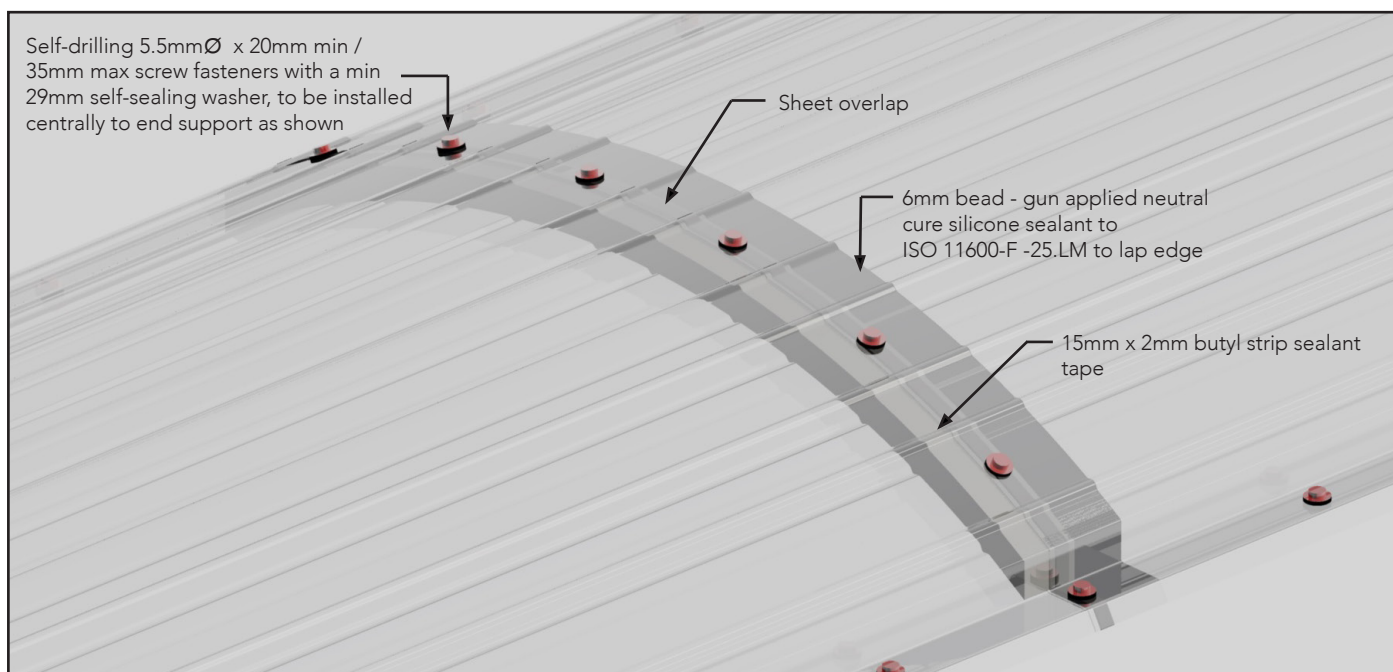 Self-drilling 5.5mmØ x 20mm min /
35mm max screw fasteners with a min
29mm self-sealing washer, to be installed
centrally to end support as shown
Sheet overlap
6mm bead - gun applied neutral
cure silicone sealant to
ISO 11600-F -25.LM to lap edge
15mm x 2mm butyl strip sealant
tape